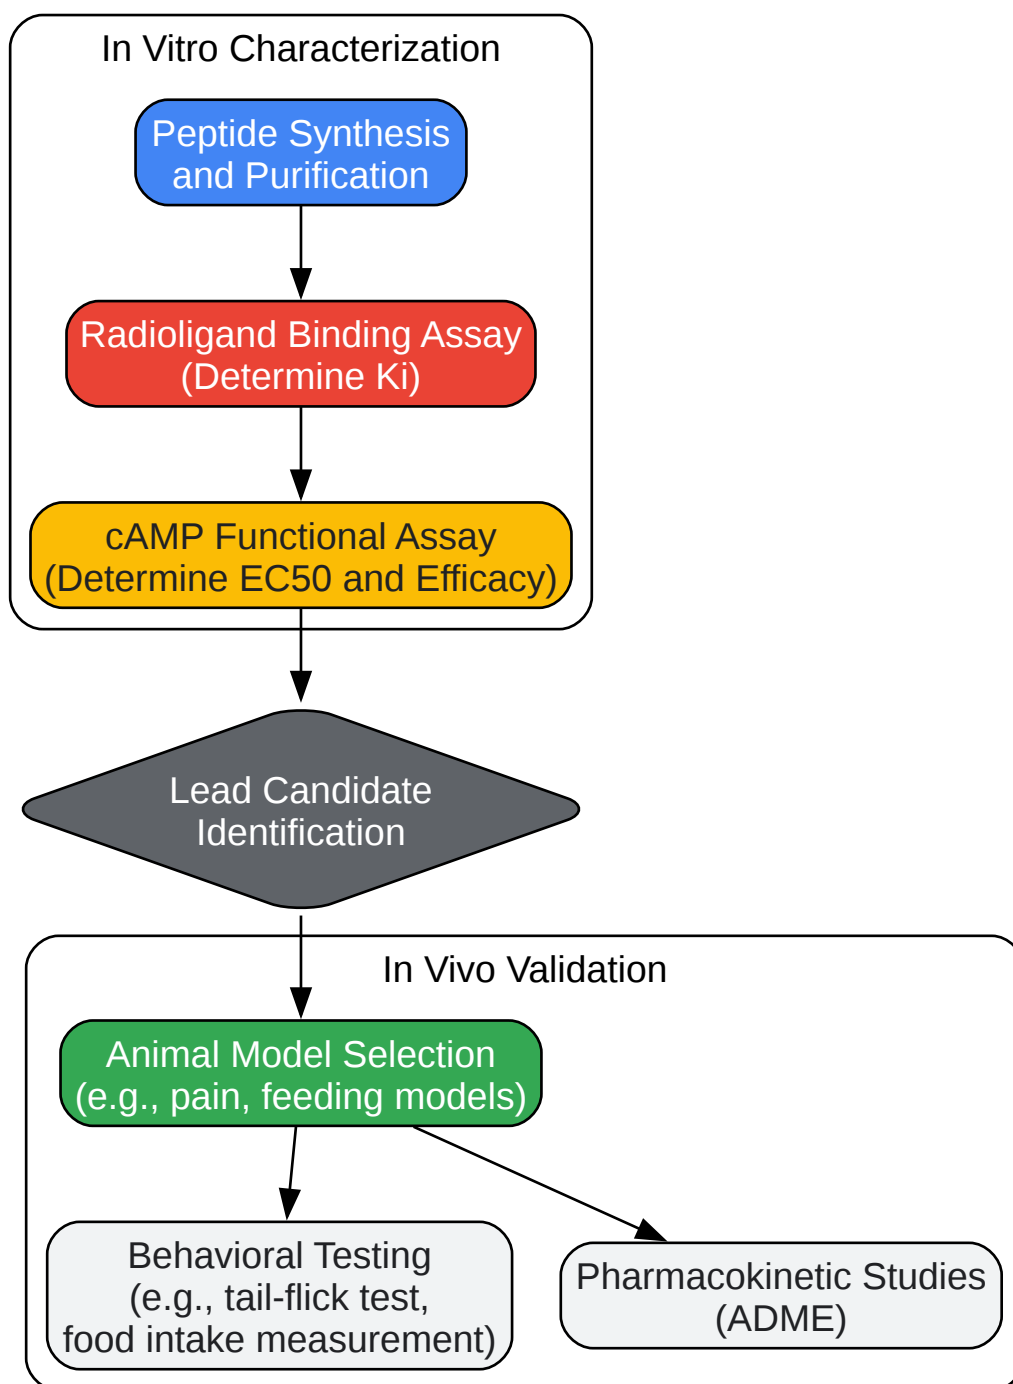 In Vitro Characterization
Peptide Synthesis
and Purification
Radioligand Binding Assay
(Determine Ki)
cAMP Functional Assay
(Determine EC50 and Efficacy)
Lead Candidate
Identification
In Vivo Validation
Animal Model Selection
(e.g., pain, feeding models)
Behavioral Testing
(e.g., tail-flick test,
food intake measurement)
Pharmacokinetic Studies
(ADME)